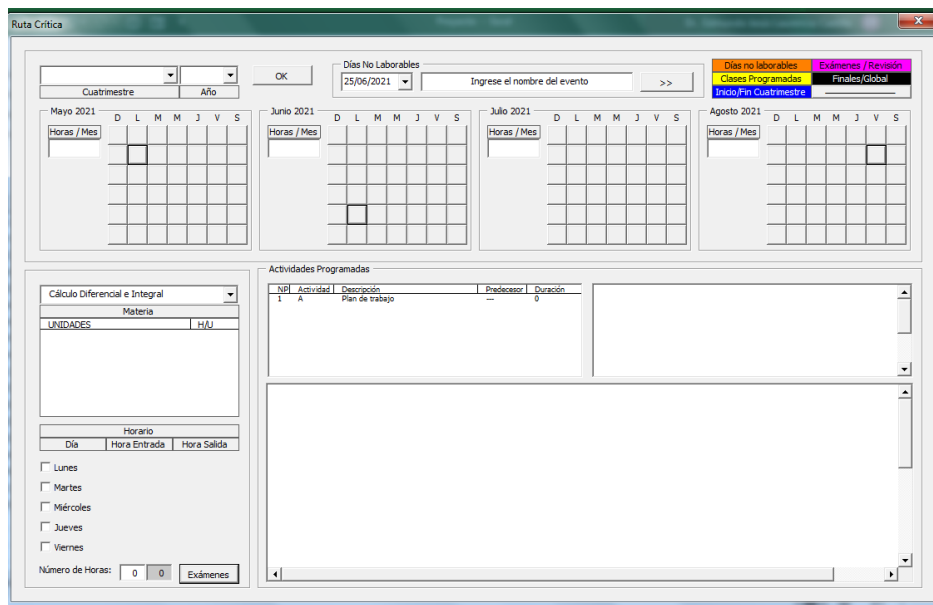 Ruta Crítica
Días No Laborables
OK
25/06/2021
Ingrese el nombre del evento
>>
Cuatrimestre Año
Días no laborables Exámenes / Revisión
Clases Programadas Finales/Global
Inicio/Fin Cuatrimestre
Mayo 2021 D L M M J V S
Horas / Mes
Junio 2021 D L M M J V S
Horas / Mes
Julio 2021 D L M M J V S
Horas / Mes
Agosto 2021 D L M M J V S
Horas / Mes
Cálculo Diferencial e Integral
Materia
UNIDADES H/U
Horario
Día Hora Entrada Hora Salida
Lunes
Martes
Miércoles
Jueves
Viernes
Número de Horas: 0 0 Exámenes
Actividades Programadas
NP Actividad Descripción Predecesor Duración
1 A Plan de trabajo --- 0